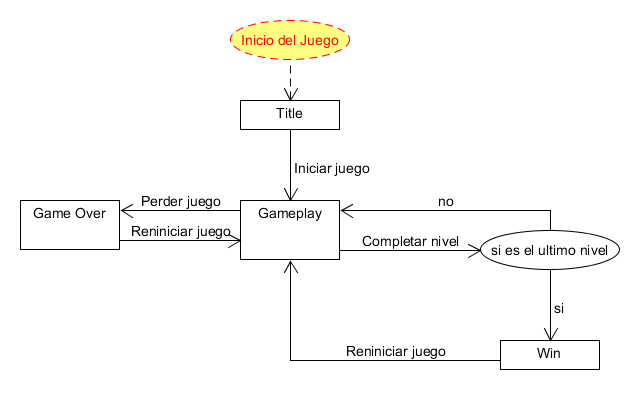 Inicio del Juego
Title
Iniciar juego
Perder juego
no
Game Over
Gameplay
Reniniciar juego
Completar nivel
si es el ultimo nivel
si
Reniniciar juego
Win